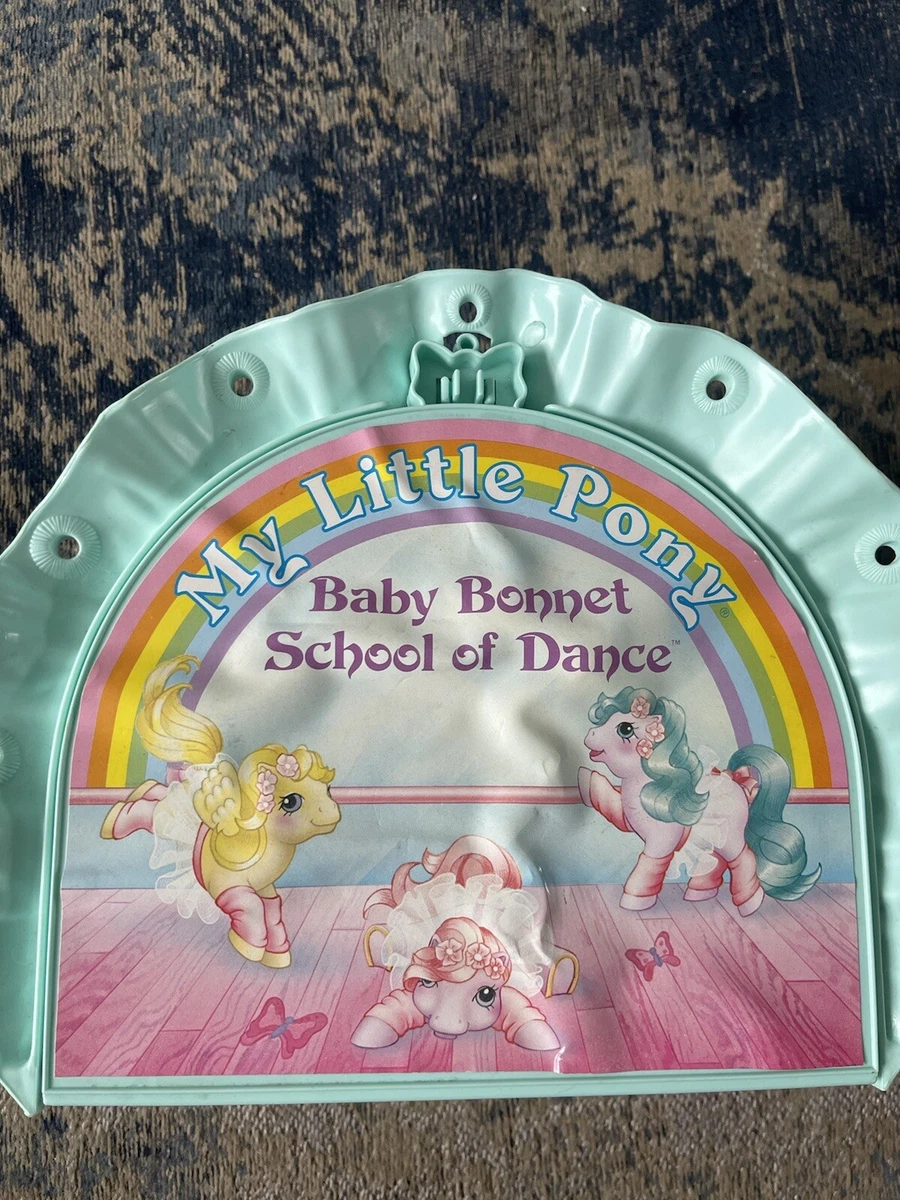 My Little Pony®
Baby Bonnet
School of Dance™